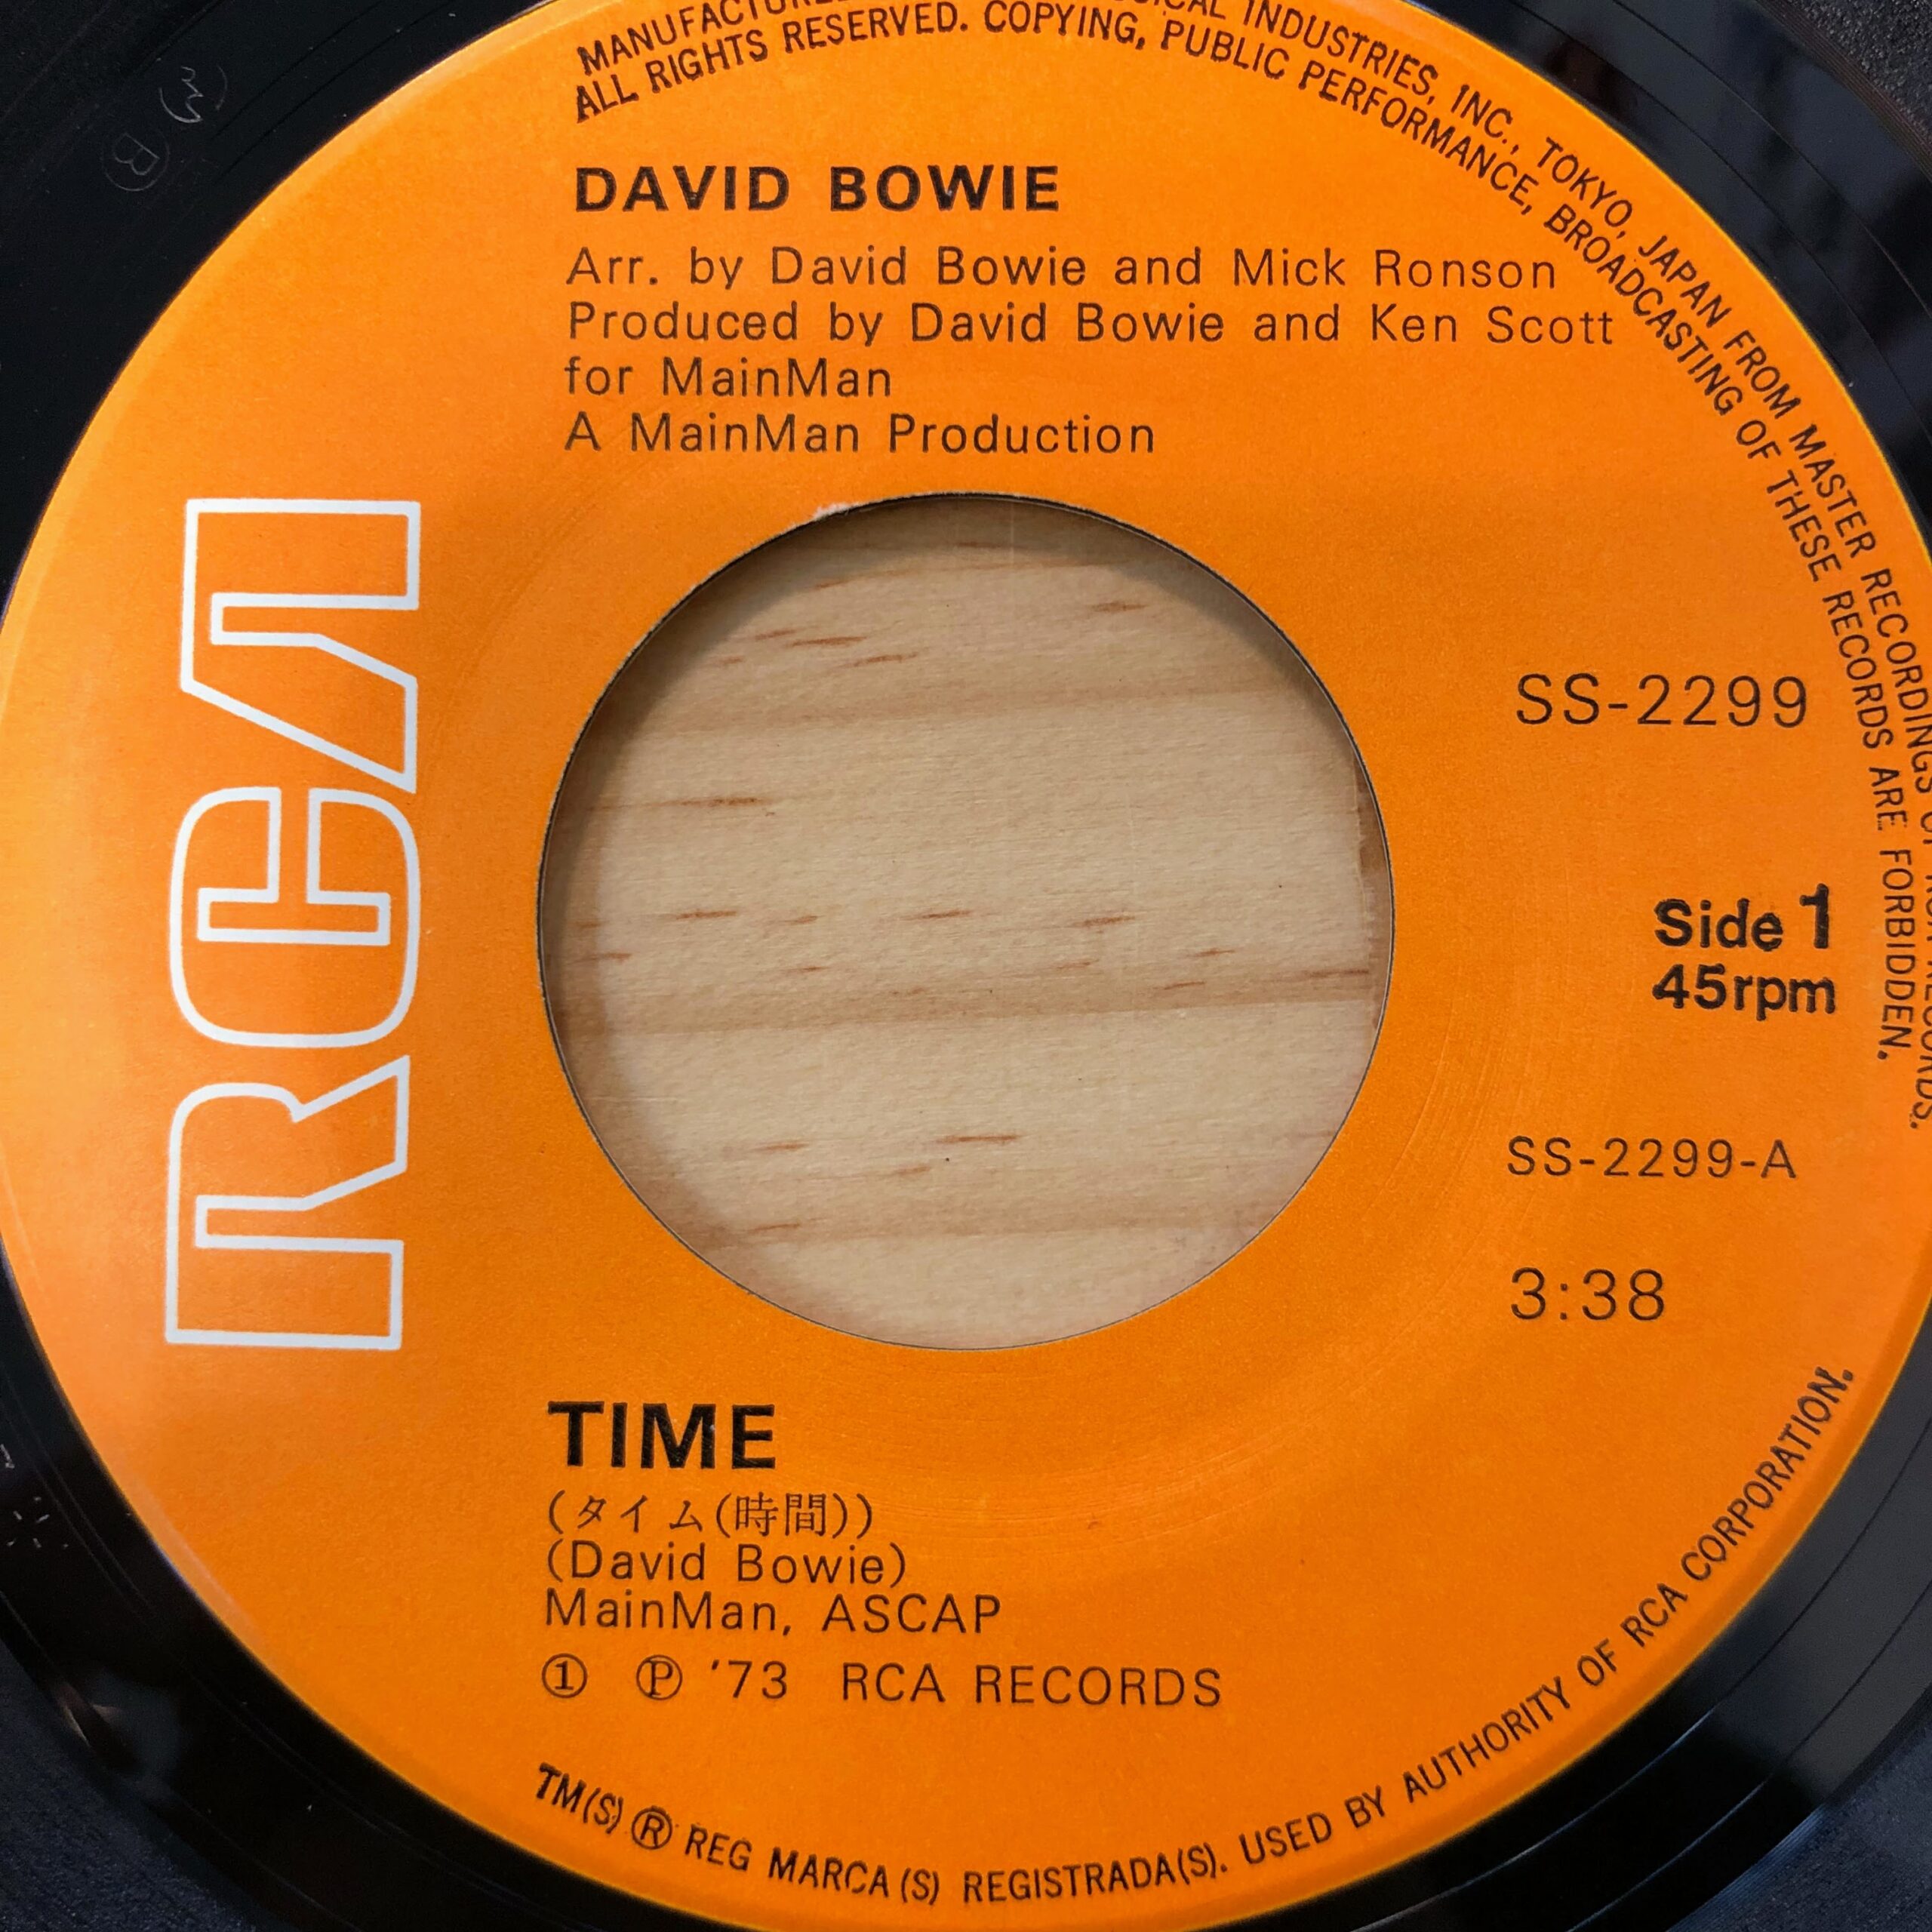 ICAL INDUSTRIES, INC., TOKYO, JAPAN FROM MASTER RECORDINGS
ALL RIGHTS RESERVED. COPYING, PUBLIC PERFORMANCE, BROADCASTING OF THESE RECORDS ARE FORBIDDEN.
DAVID BOWIE
Arr. by David Bowie and Mick Ronson
Produced by David Bowie and Ken Scott
for MainMan
A MainMan Production
RCA
SS-2299
Side 1
45rpm
SS-2299-A
3:38
TIME
(タイム(時間))
(David Bowie)
MainMan, ASCAP
① ℗ '73 RCA RECORDS
TM(S) ® REG MARCA(S) REGISTRADA(S). USED BY AUTHORITY OF RCA CORPORATION.
B